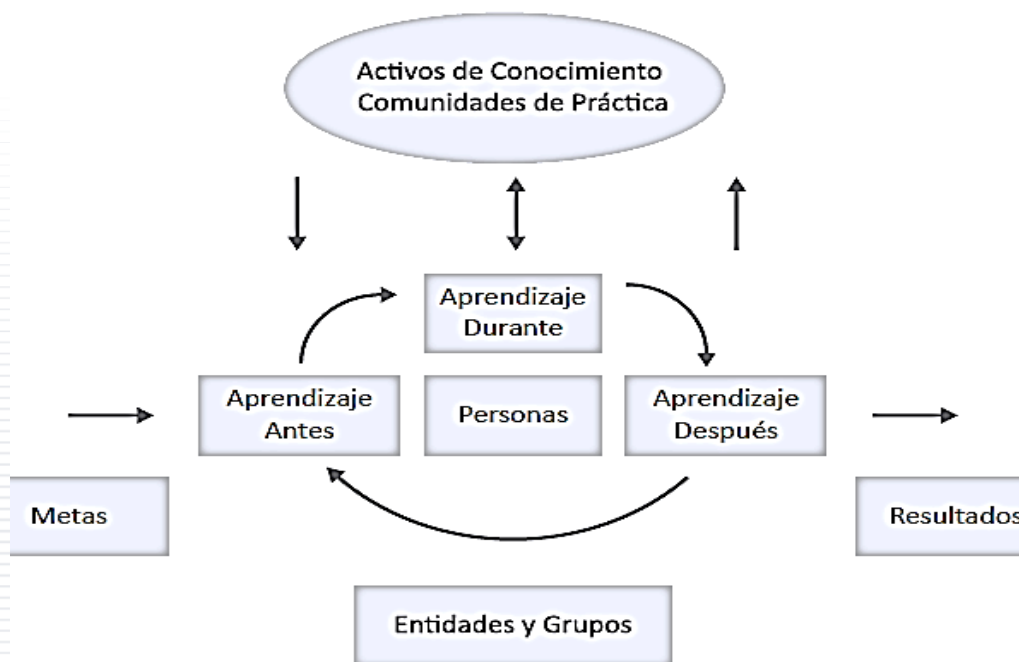 Activos de Conocimiento
Comunidades de Práctica
Aprendizaje
Durante
Aprendizaje
Antes
Personas
Aprendizaje
Después
Metas
Resultados
Entidades y Grupos